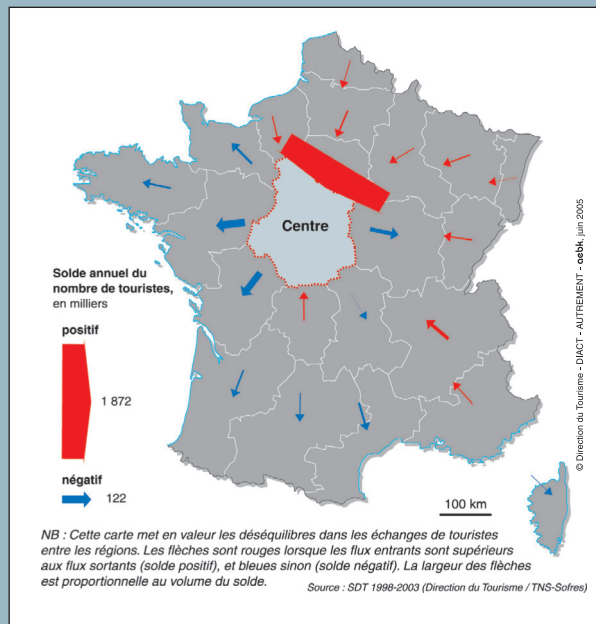 Centre
Solde annuel du
nombre de touristes,
en milliers
positif
1 872
négatif
122
100 km
© Direction du Tourisme - DIACT - AUTREMENT - aebk, juin 2005
NB : Cette carte met en valeur les déséquilibres dans les échanges de touristes
entre les régions. Les flèches sont rouges lorsque les flux entrants sont supérieurs
aux flux sortants (solde positif), et bleues sinon (solde négatif). La largeur des flèches
est proportionnelle au volume du solde.
Source : SDT 1998-2003 (Direction du Tourisme / TNS-Sofres)